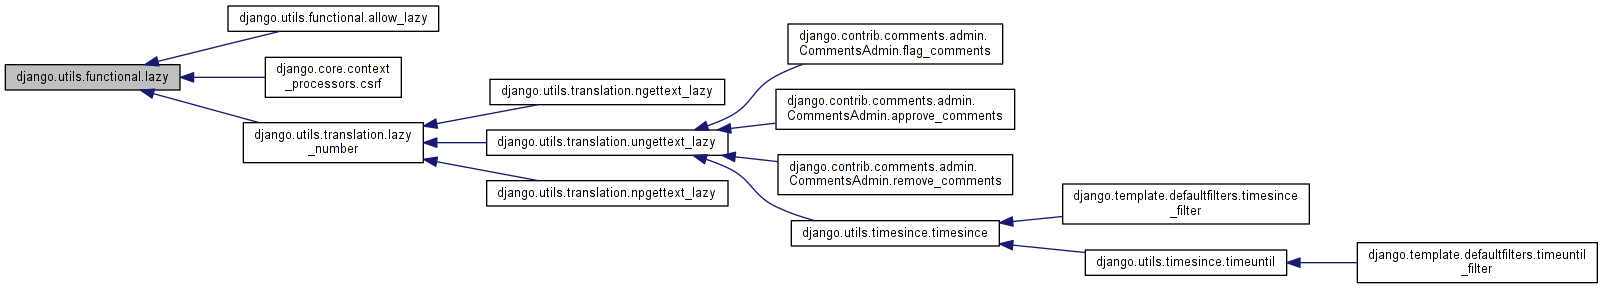 django.utils.functional.allow_lazy
django.utils.functional.lazy
django.core.context
_processors.csrf
django.utils.translation.lazy
_number
django.utils.translation.ngettext_lazy
django.utils.translation.ungettext_lazy
django.utils.translation.npgettext_lazy
django.contrib.comments.admin.
CommentsAdmin.flag_comments
django.contrib.comments.admin.
CommentsAdmin.approve_comments
django.contrib.comments.admin.
CommentsAdmin.remove_comments
django.utils.timesince.timesince
django.template.defaultfilters.timesince
_filter
django.utils.timesince.timeuntil
django.template.defaultfilters.timeuntil
_filter